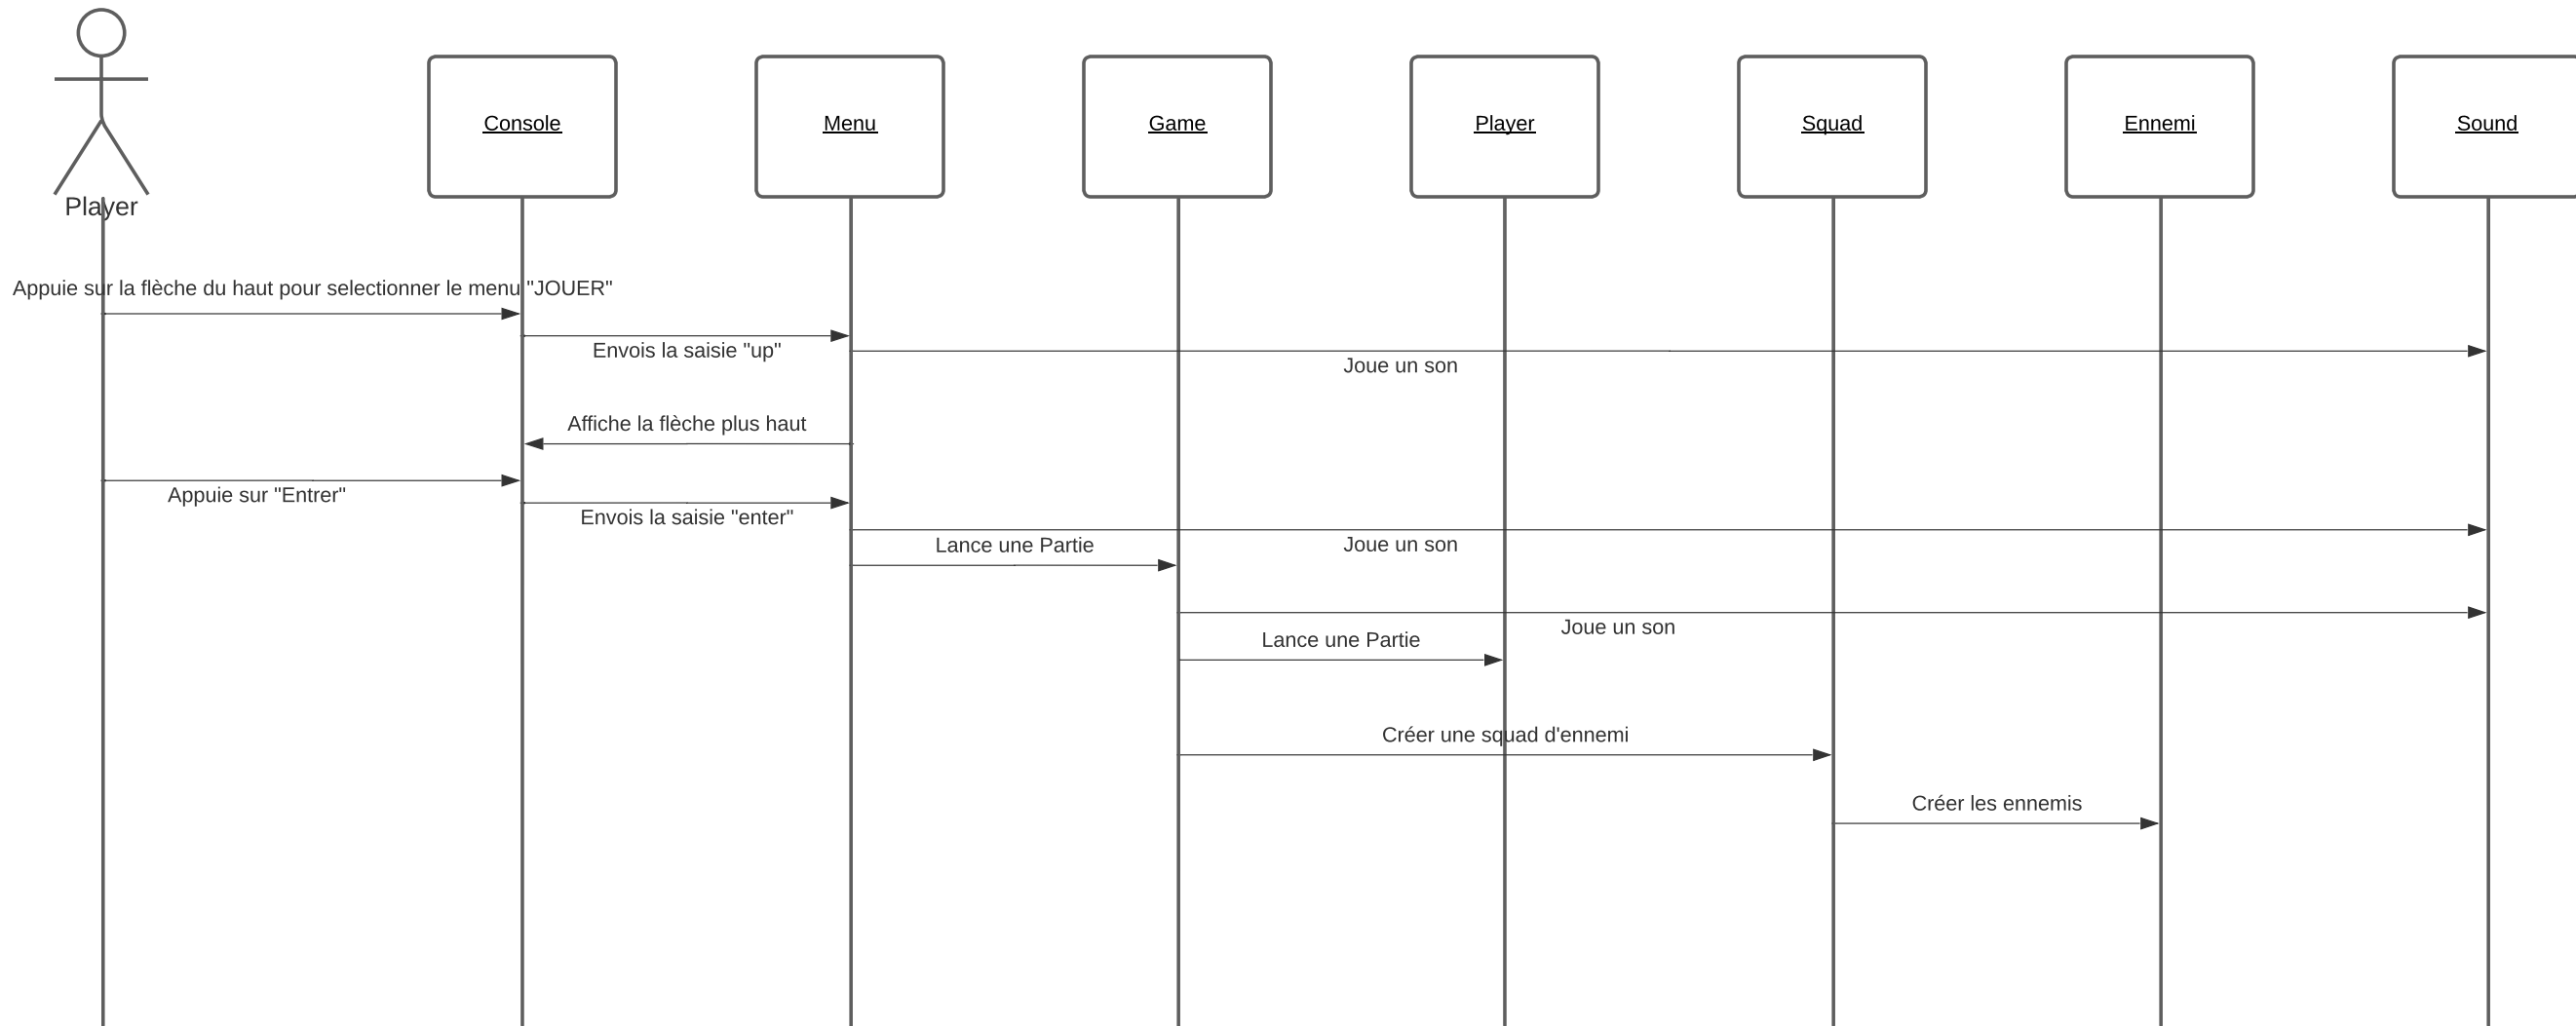 Console
Menu
Game
Player
Squad
Ennemi
Sound
Player
Appuie sur la flèche du haut pour selectionner le menu "JOUER"
Envois la saisie "up"
Joue un son
Affiche la flèche plus haut
Appuie sur "Entrer"
Envois la saisie "enter"
Joue un son
Lance une Partie
Joue un son
Lance une Partie
Créer une squad d'ennemi
Créer les ennemis